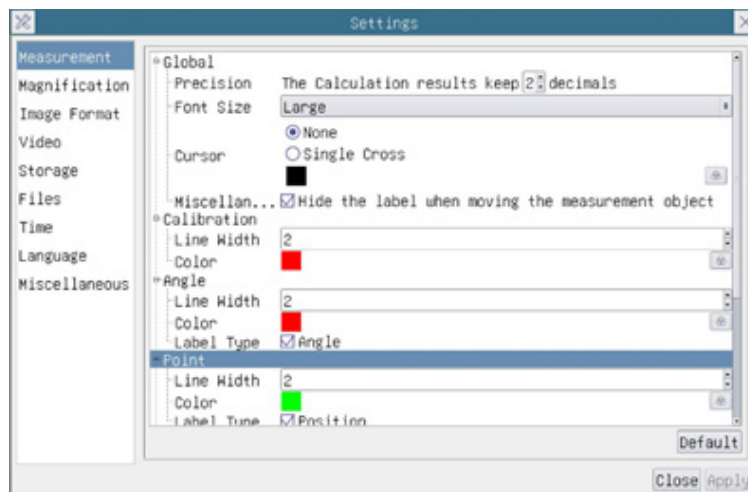 Settings
Measurement
Magnification
Image Format
Video
Storage
Files
Time
Language
Miscellaneous
Global
Precision The Calculation results keep 2 decimals
Font Size Large
None
Cursor Single Cross
Miscellan... Hide the label when moving the measurement object
Calibration
Line Width 2
Color
Angle
Line Width 2
Color
Label Type Angle
Point
Line Width 2
Color
Label Type Position
Default
Close Apply